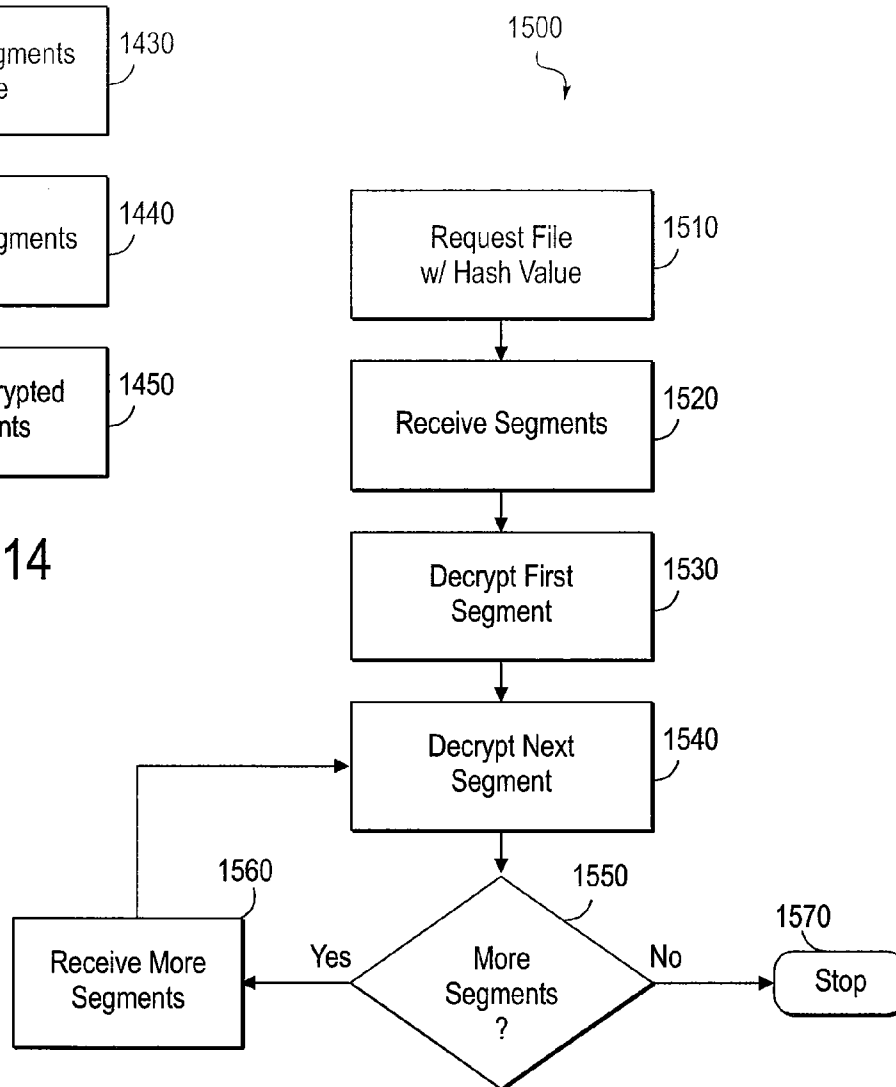 1430
1440
gments
1450
14
1500
Request File
w/ Hash Value
1510
Receive Segments
1520
Decrypt First
Segment
1530
Decrypt Next
Segment
1540
1560
Receive More
Segments
Yes
More
Segments
?
1550
No
1570
Stop